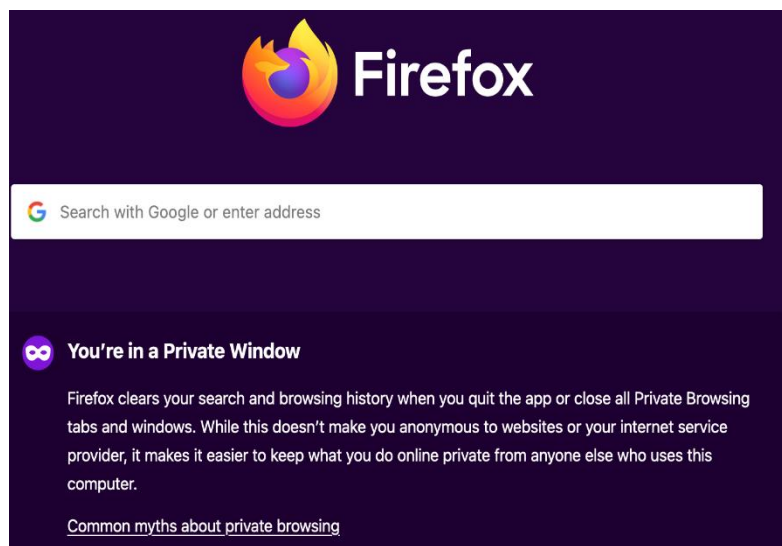 Firefox
Search with Google or enter address
You're in a Private Window
Firefox clears your search and browsing history when you quit the app or close all Private Browsing
tabs and windows. While this doesn't make you anonymous to websites or your internet service
provider, it makes it easier to keep what you do online private from anyone else who uses this
computer.
Common myths about private browsing